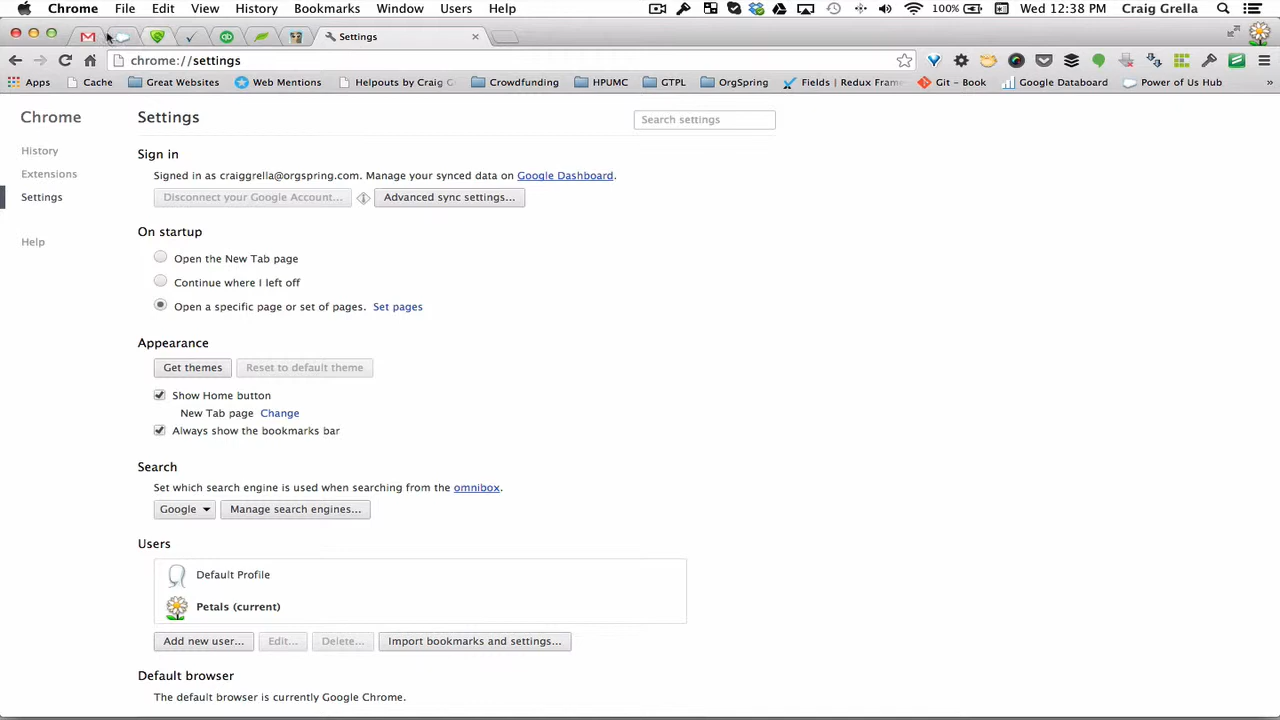 Chrome File Edit View History Bookmarks Window Users Help 100% Wed 12:38 PM Craig Grella
Settings
chrome://settings
Apps Cache Great Websites Web Mentions Helpouts by Craig G Crowdfunding HPUMC GTPL OrgSpring Fields | Redux Fram Git - Book Google Databoard Power of Us Hub »
Chrome
Settings
Search settings
History
Extensions
Settings
Help
Sign in
Signed in as craiggrella@orgspring.com. Manage your synced data on Google Dashboard.
Disconnect your Google Account... Advanced sync settings...
On startup
Open the New Tab page
Continue where I left off
Open a specific page or set of pages. Set pages
Appearance
Get themes Reset to default theme
Show Home button
New Tab page Change
Always show the bookmarks bar
Search
Set which search engine is used when searching from the omnibox.
Google Manage search engines...
Users
Default Profile
Petals (current)
Add new user... Edit... Delete... Import bookmarks and settings...
Default browser
The default browser is currently Google Chrome.